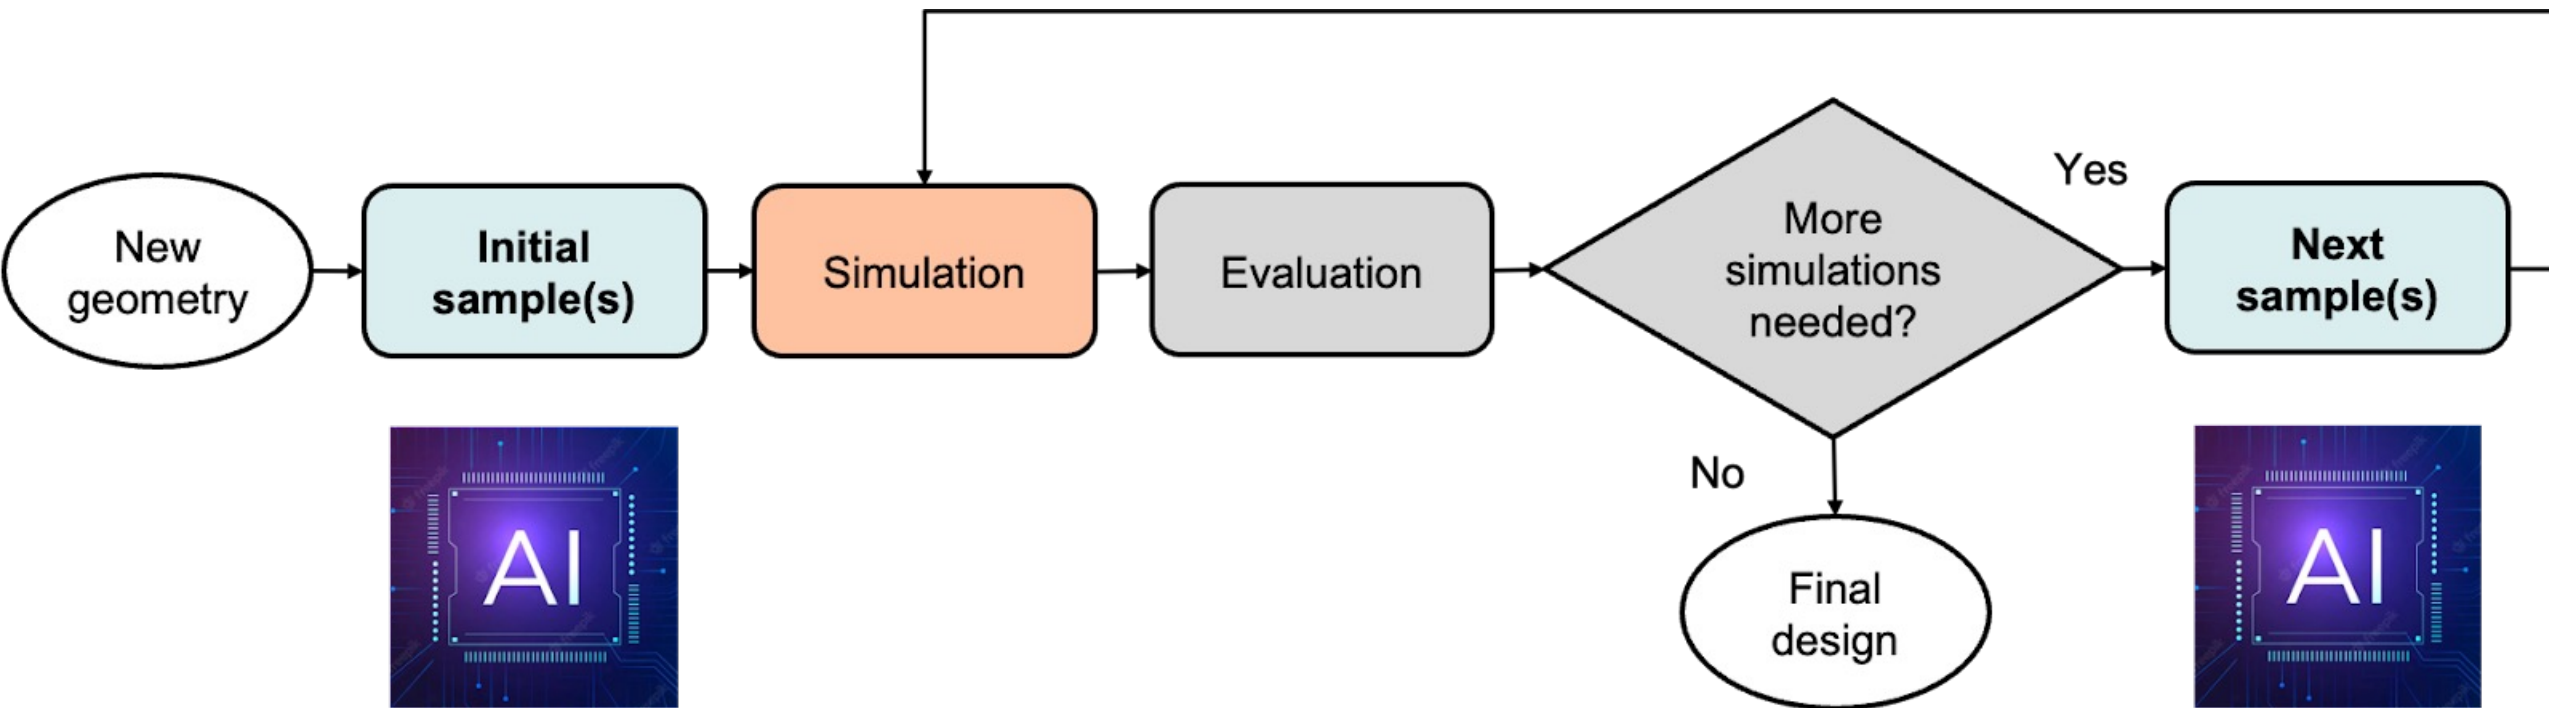 New
geometry
Initial
sample(s)
Simulation
Evaluation
More
simulations
needed?
Yes
Next
sample(s)
No
Final
design
AI
AI